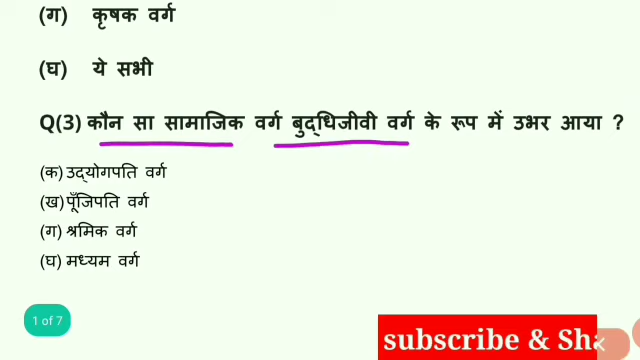 (ग) कृषक वर्ग
(घ) ये सभी
Q(3) कौन सा सामाजिक वर्ग बुद्धिजीवी वर्ग के रूप में उभर आया ?
(क) उद्योगपति वर्ग
(ख) पूँजिपति वर्ग
(ग) श्रमिक वर्ग
(घ) मध्यम वर्ग
1 of 7
subscribe & Sha